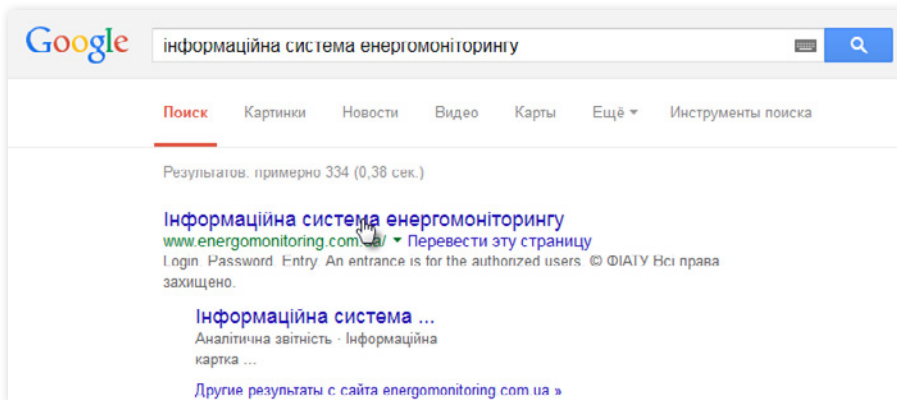 Google
інформаційна система енергомоніторингу
Поиск Картинки Новости Видео Карты Ещё Инструменты поиска
Результатов: примерно 334 (0,38 сек.)
Інформаційна система енергомоніторингу
www.energomonitoring.com.ua/ Перевести эту страницу
Login. Password. Entry. An entrance is for the authorized users. © ФІАТУ Всі права
захищено.
Інформаційна система ...
Аналітична звітність · Інформаційна
картка ...
Другие результаты с сайта energomonitoring.com.ua »